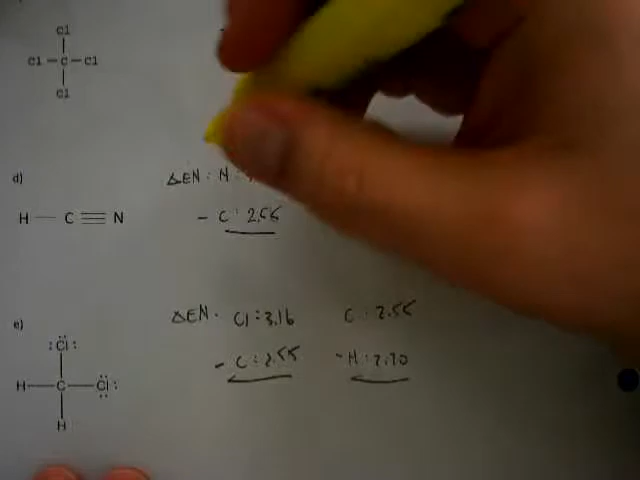 Cl
Cl — C — Cl
Cl
d)
ΔEN : N
H — C ≡ N
- C : 2.55
e)
ΔEN : Cl : 3.16 C : 2.55
:Cl:
- C : 2.55 - H : 2.20
H — C — Cl:
H